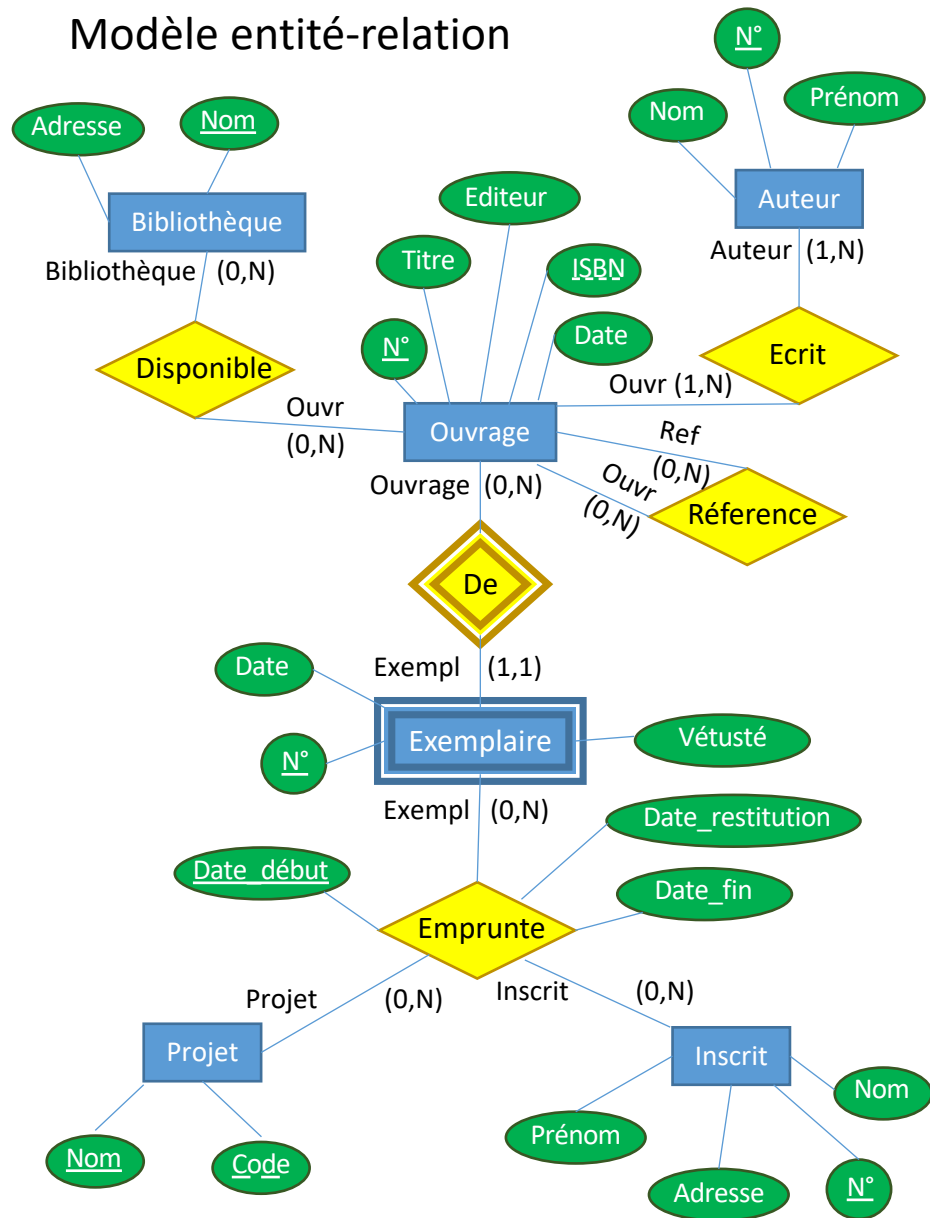 Modèle entité-relation
N°
Adresse
Nom
Nom
Prénom
Bibliothèque
Editeur
Auteur
Bibliothèque (0,N)
Titre
ISBN
Auteur (1,N)
N°
Date
Disponible
Ecrit
Ouvr
(0,N)
Ouvrage
Ouvr (1,N)
Ref
(0,N)
Ouvrage (0,N)
Ouvr
(0,N)
Réference
De
Date
Exempl (1,1)
N°
Exemplaire
Vétusté
Exempl (0,N)
Date_restitution
Date_début
Date_fin
Emprunte
Projet (0,N)
Inscrit (0,N)
Projet
Inscrit
Nom
Prénom
Nom
Code
Adresse
N°